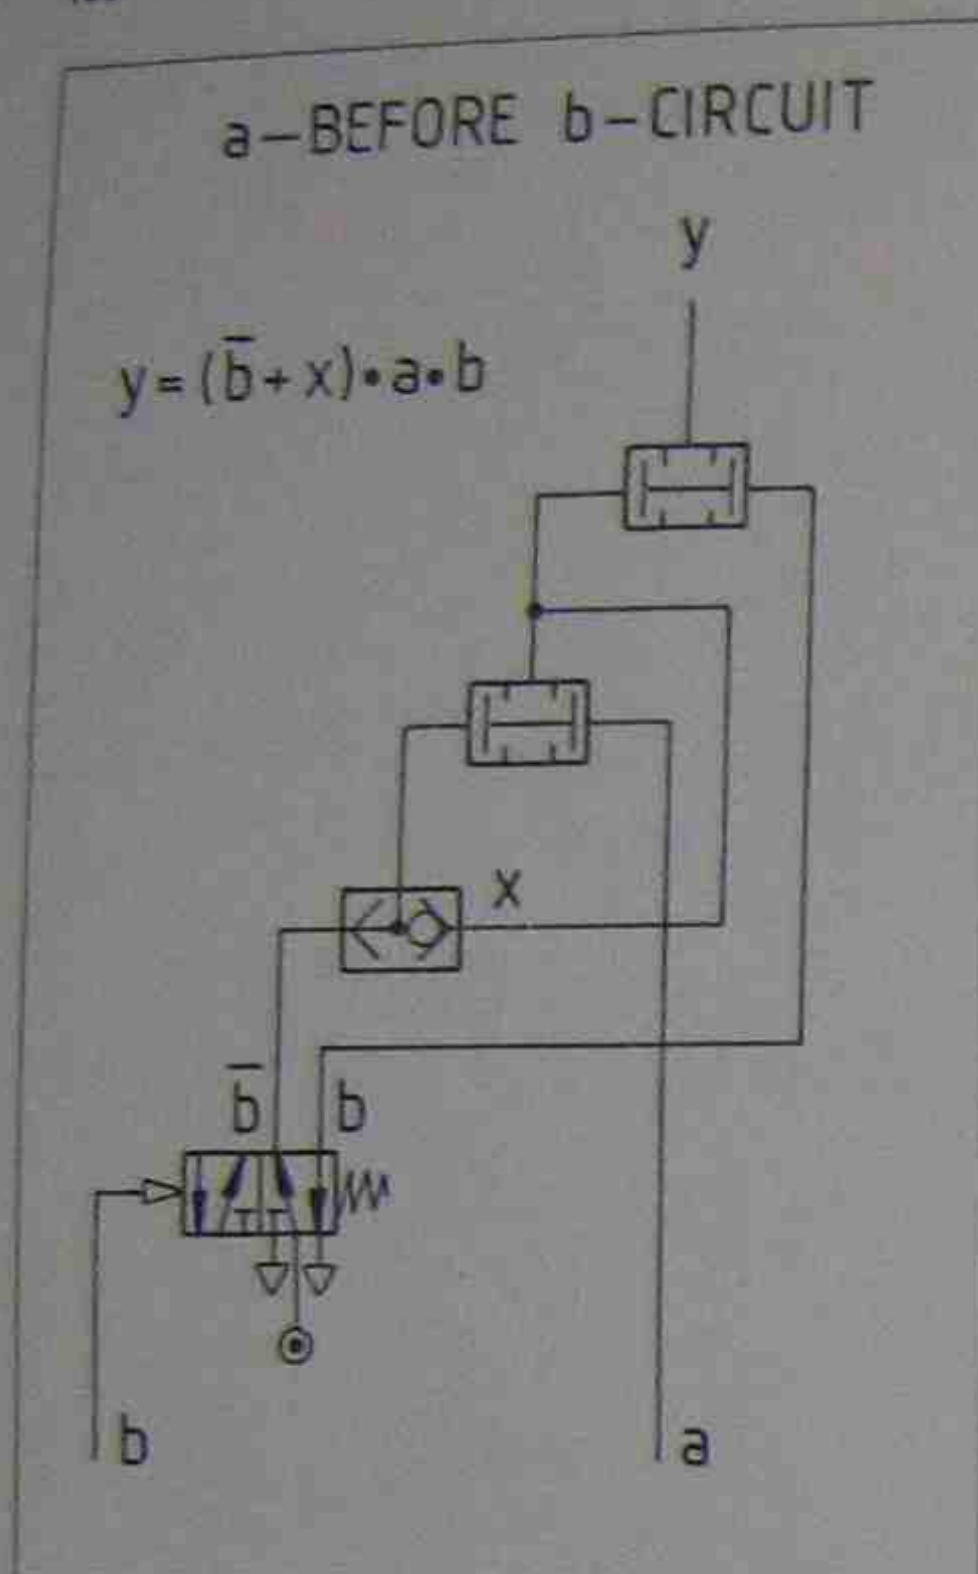 a-BEFORE b-CIRCUIT
y
y = (b̅ + x)•a•b
x
b̅
b
b
a